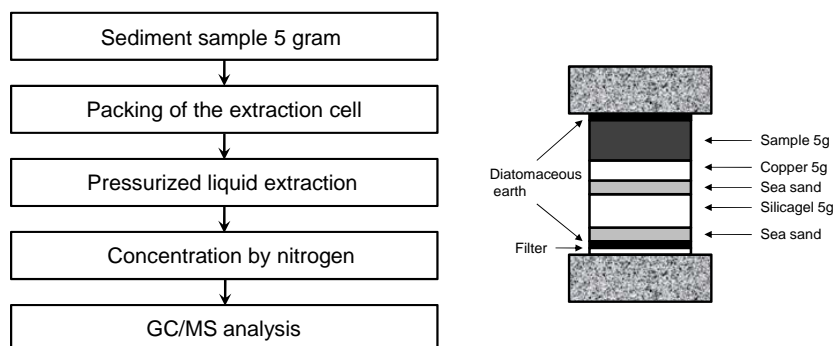 Sediment sample 5 gram
Packing of the extraction cell
Pressurized liquid extraction
Concentration by nitrogen
GC/MS analysis
Diatomaceous
earth
Filter
Sample 5g
Copper 5g
Sea sand
Silicagel 5g
Sea sand